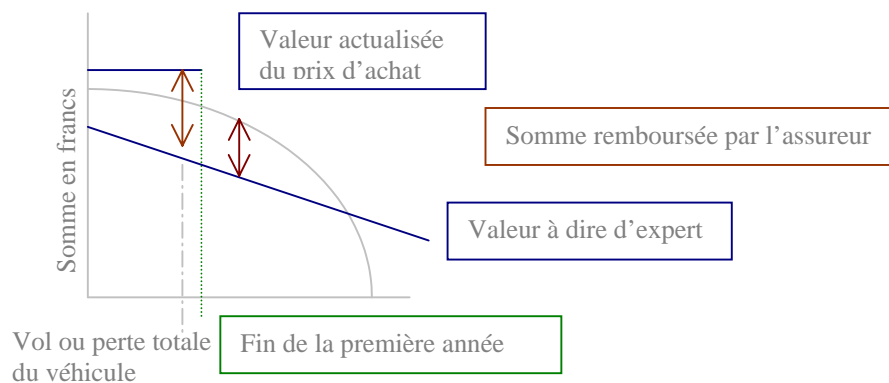 Valeur actualisée
du prix d’achat
Somme en francs
Somme remboursée par l’assureur
Valeur à dire d’expert
Vol ou perte totale
du véhicule
Fin de la première année